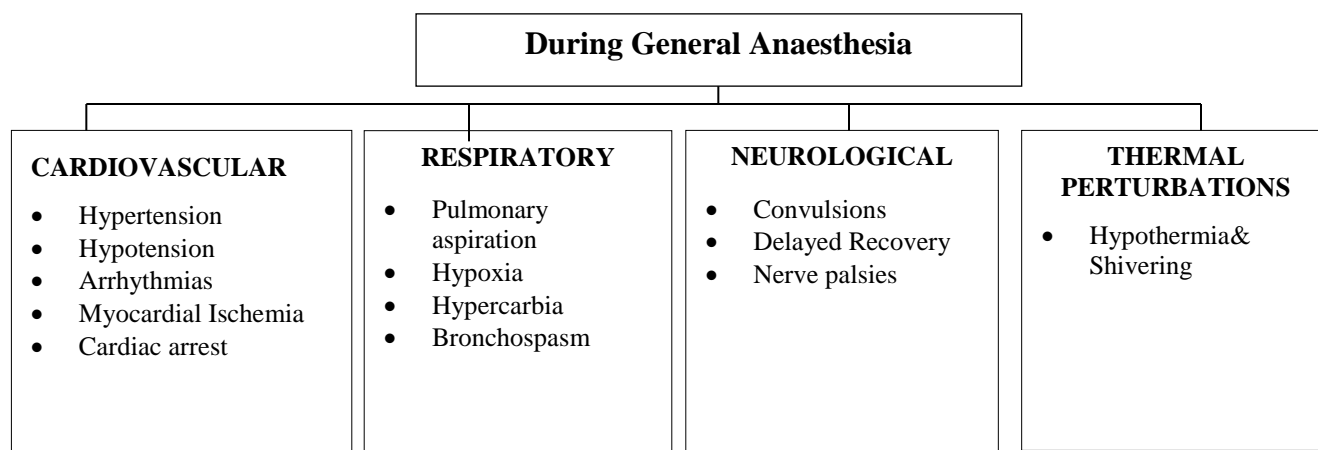 During General Anaesthesia
CARDIOVASCULAR
• Hypertension
• Hypotension
• Arrhythmias
• Myocardial Ischemia
• Cardiac arrest
RESPIRATORY
• Pulmonary
aspiration
• Hypoxia
• Hypercarbia
• Bronchospasm
NEUROLOGICAL
• Convulsions
• Delayed Recovery
• Nerve palsies
THERMAL
PERTURBATIONS
• Hypothermia&
Shivering